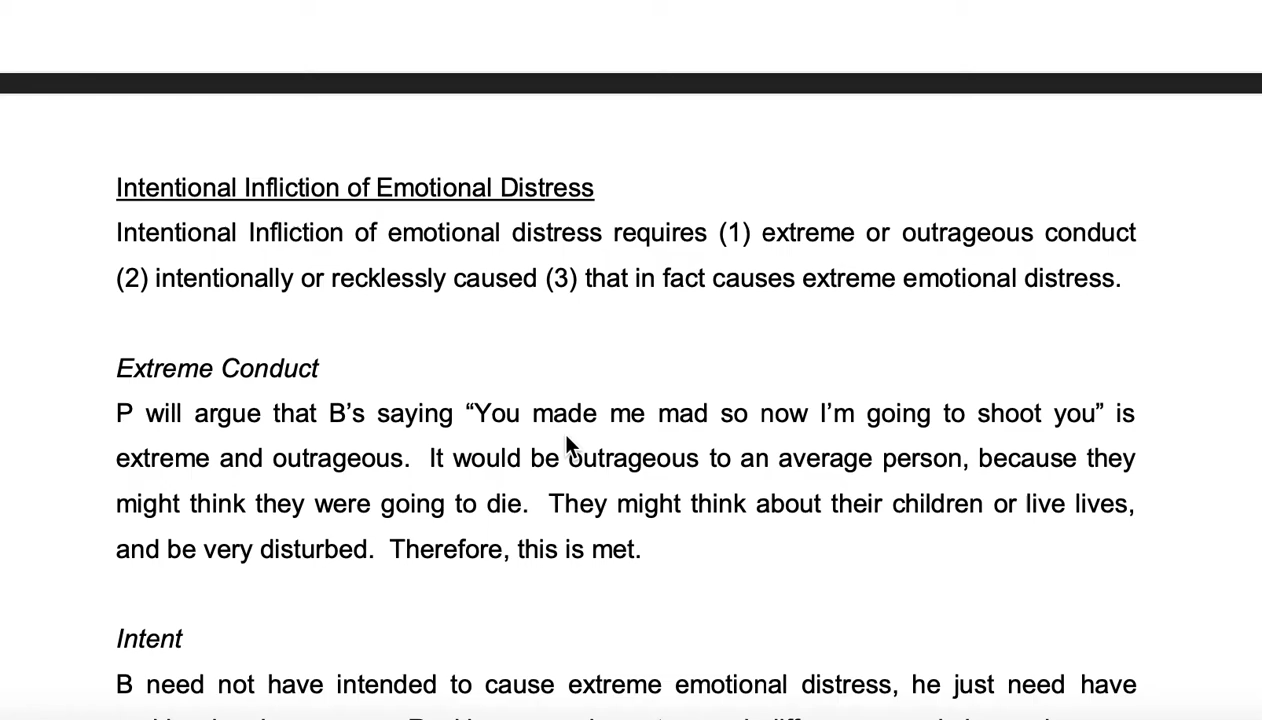 Intentional Infliction of Emotional Distress
Intentional Infliction of emotional distress requires (1) extreme or outrageous conduct
(2) intentionally or recklessly caused (3) that in fact causes extreme emotional distress.
Extreme Conduct
P will argue that B’s saying “You made me mad so now I’m going to shoot you” is
extreme and outrageous.  It would be outrageous to an average person, because they
might think they were going to die.  They might think about their children or live lives,
and be very disturbed.  Therefore, this is met.
Intent
B need not have intended to cause extreme emotional distress, he just need have